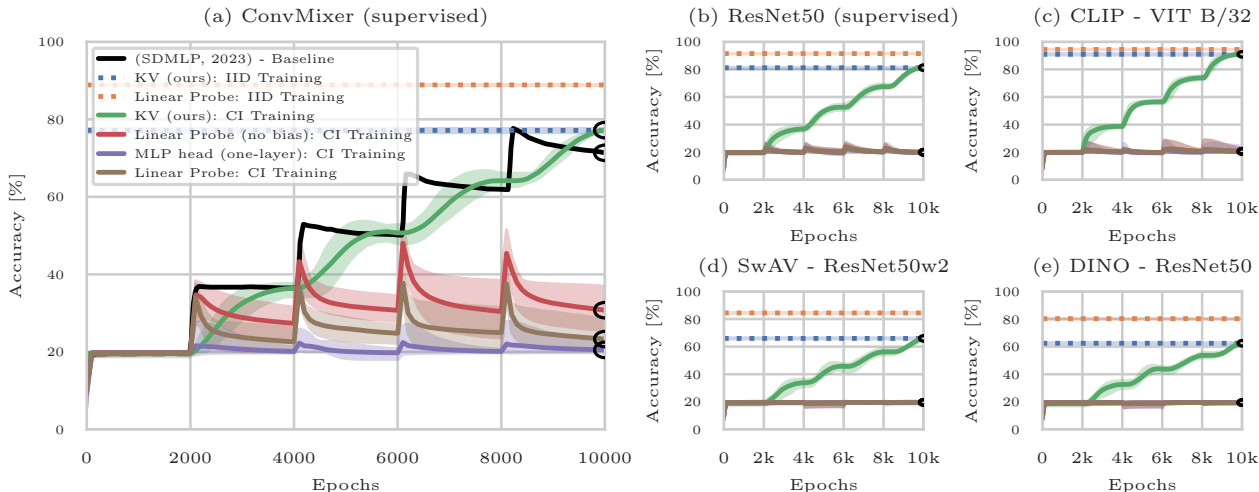 (a) ConvMixer (supervised)
100
80
60
40
20
0
Accuracy [%]
(SDMLP, 2023) - Baseline
KV (ours): IID Training
Linear Probe: IID Training
KV (ours): CI Training
Linear Probe (no bias): CI Training
MLP head (one-layer): CI Training
Linear Probe: CI Training
0 2000 4000 6000 8000 10000
Epochs
(b) ResNet50 (supervised)
100
80
60
40
20
0
Accuracy [%]
0 2k 4k 6k 8k 10k
Epochs
(c) CLIP - VIT B/32
100
80
60
40
20
0
Accuracy [%]
0 2k 4k 6k 8k 10k
Epochs
(d) SwAV - ResNet50w2
100
80
60
40
20
0
Accuracy [%]
0 2k 4k 6k 8k 10k
Epochs
(e) DINO - ResNet50
100
80
60
40
20
0
Accuracy [%]
0 2k 4k 6k 8k 10k
Epochs